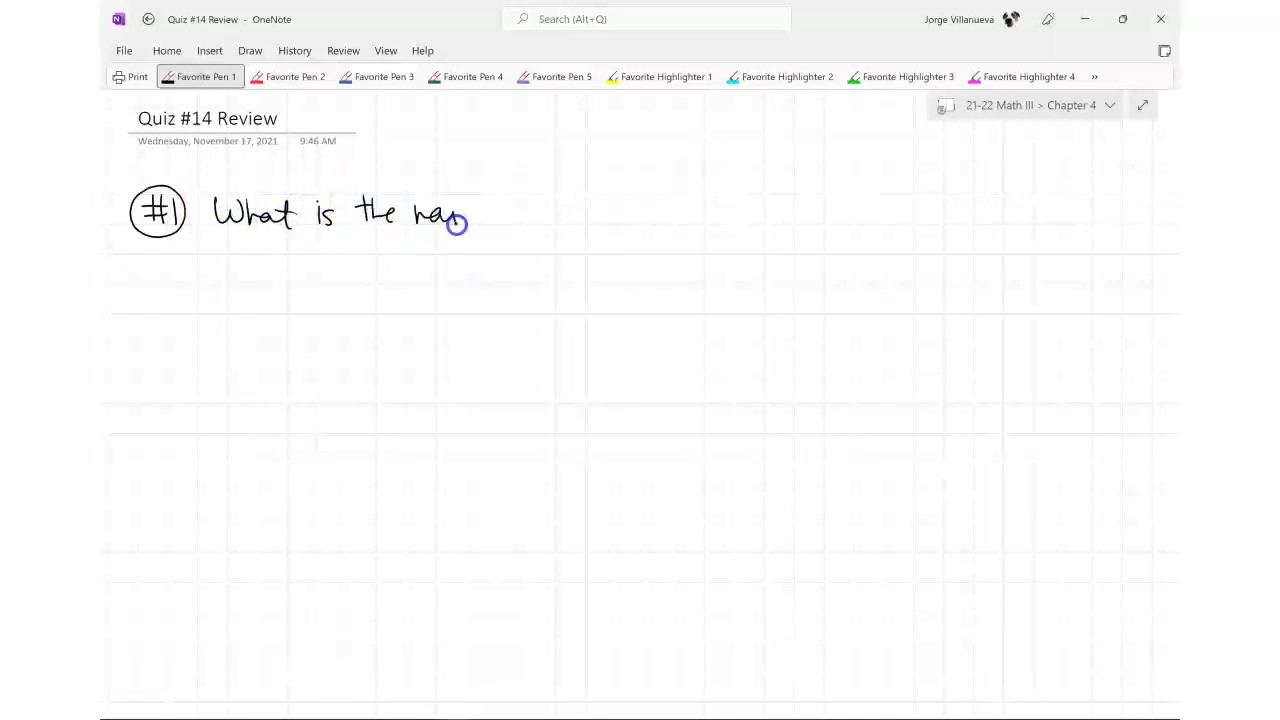 Quiz #14 Review - OneNote
Search (Alt+Q)
Jorge Villanueva
File Home Insert Draw History Review View Help
Print Favorite Pen 1 Favorite Pen 2 Favorite Pen 3 Favorite Pen 4 Favorite Pen 5 Favorite Highlighter 1 Favorite Highlighter 2 Favorite Highlighter 3 Favorite Highlighter 4 »
21-22 Math III > Chapter 4
Quiz #14 Review
Wednesday, November 17, 2021 9:46 AM
#1 What is the